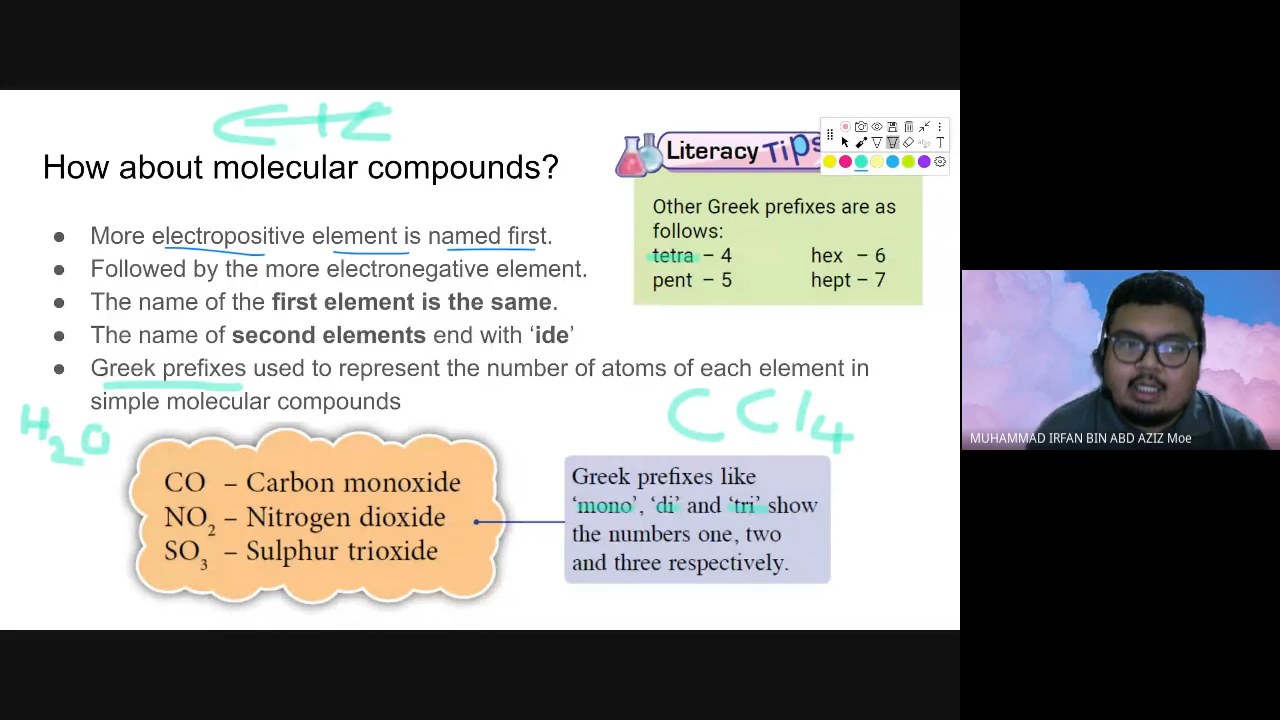 How about molecular compounds?
● More electropositive element is named first.
● Followed by the more electronegative element.
● The name of the first element is the same.
● The name of second elements end with ‘ide’
● Greek prefixes used to represent the number of atoms of each element in
simple molecular compounds
Literacy Tips
Other Greek prefixes are as
follows:
tetra – 4 hex – 6
pent – 5 hept – 7
H2O
CCl4
CO – Carbon monoxide
NO2 – Nitrogen dioxide
SO3 – Sulphur trioxide
Greek prefixes like
‘mono’, ‘di’ and ‘tri’ show
the numbers one, two
and three respectively.
MUHAMMAD IRFAN BIN ABD AZIZ Moe